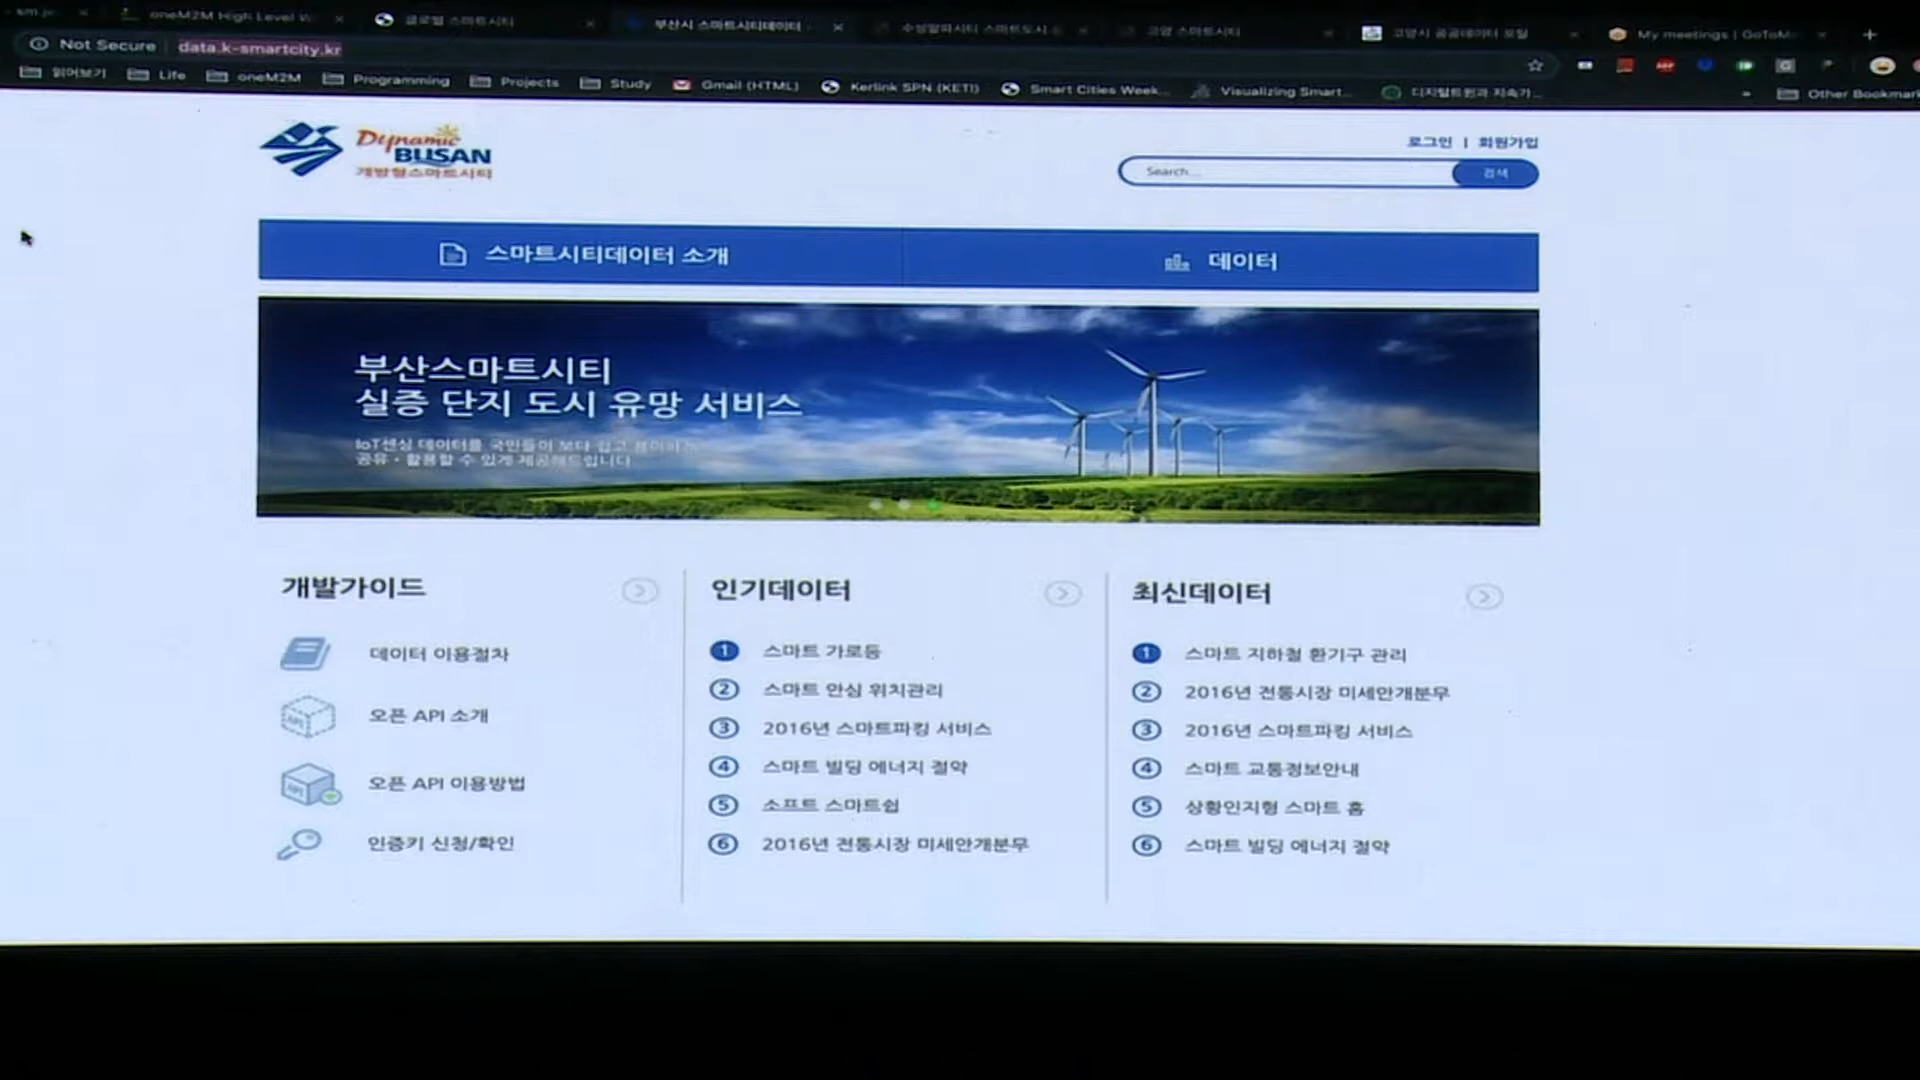 oneM2M High Level
글로벌 스마트시티
부산시 스마트시티데이터
수성알파시티 스마트도시
고양 스마트시티
고양시 공공데이터 포털
My meetings | GoToMe
Not Secure
data.k-smartcity.kr
읽어보기
Life
oneM2M
Programming
Projects
Study
Gmail (HTML)
Kerlink SPN (KETI)
Smart Cities Week...
Visualizing Smart...
디지털트윈과 지속가...
Other Bookmark
Dynamic
BUSAN
개방형스마트시티
로그인 | 회원가입
Search...
검색
스마트시티데이터 소개
데이터
부산스마트시티
실증 단지 도시 유망 서비스
IoT센싱 데이터를 국민들이 보다 쉽고 용이하게
공유·활용할 수 있게 제공해드립니다
개발가이드
데이터 이용절차
API
오픈 API 소개
API
오픈 API 이용방법
인증키 신청/확인
인기데이터
1 스마트 가로등
2 스마트 안심 위치관리
3 2016년 스마트파킹 서비스
4 스마트 빌딩 에너지 절약
5 소프트 스마트쉽
6 2016년 전통시장 미세안개분무
최신데이터
1 스마트 지하철 환기구 관리
2 2016년 전통시장 미세안개분무
3 2016년 스마트파킹 서비스
4 스마트 교통정보안내
5 상황인지형 스마트 홈
6 스마트 빌딩 에너지 절약